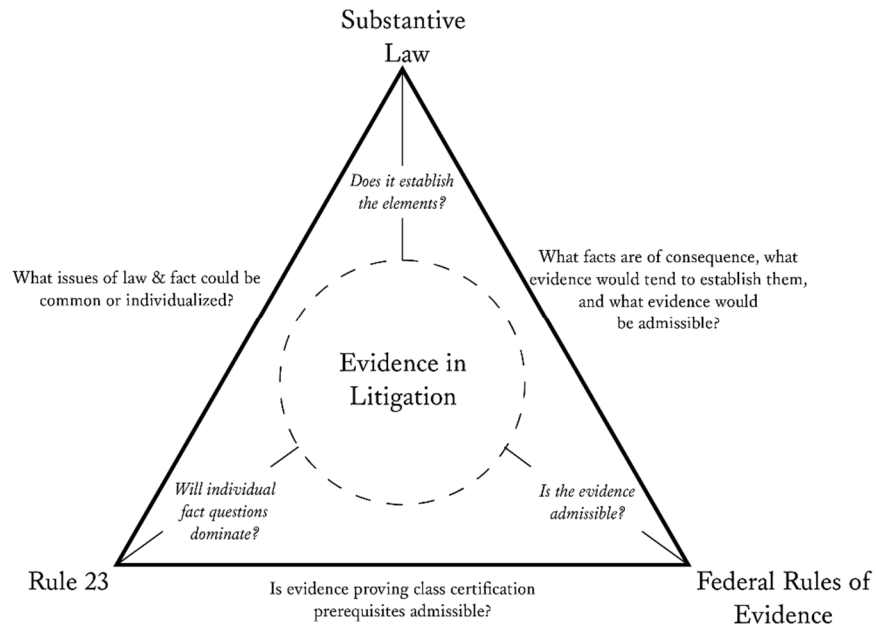 Substantive
Law
Does it establish
the elements?
What issues of law & fact could be
common or individualized?
What facts are of consequence, what
evidence would tend to establish them,
and what evidence would
be admissible?
Evidence in
Litigation
Will individual
fact questions
dominate?
Is the evidence
admissible?
Rule 23
Is evidence proving class certification
prerequisites admissible?
Federal Rules of
Evidence